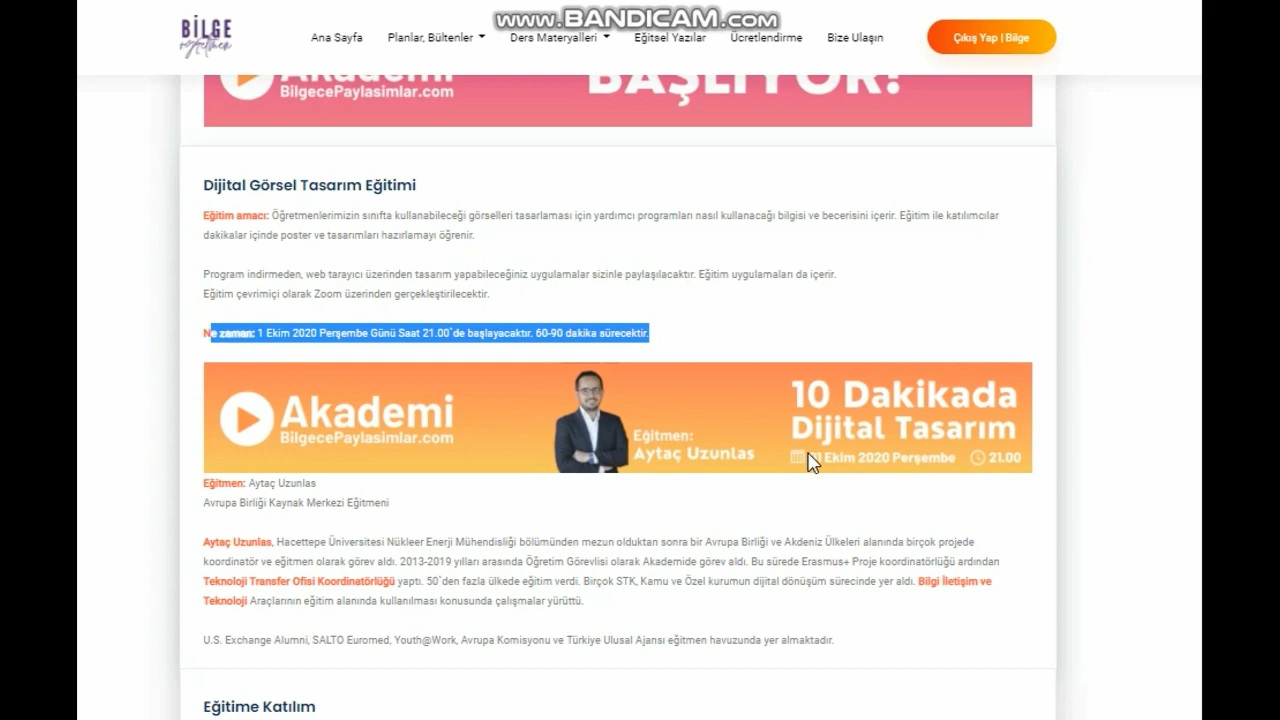 www.BANDICAM.com
BİLGE
öğretmen
Ana Sayfa
Planlar, Bültenler
Ders Materyalleri
Eğitsel Yazılar
Ücretlendirme
Bize Ulaşın
Çıkış Yap | Bilge
Akademi
BilgecePaylasimlar.com
BAŞLIYOR!
Dijital Görsel Tasarım Eğitimi
Eğitim amacı: Öğretmenlerimizin sınıfta kullanabileceği görselleri tasarlaması için yardımcı programları nasıl kullanacağı bilgisi ve becerisini içerir. Eğitim ile katılımcılar
dakikalar içinde poster ve tasarımları hazırlamayı öğrenir.
Program indirmeden, web tarayıcı üzerinden tasarım yapabileceğiniz uygulamalar sizinle paylaşılacaktır. Eğitim uygulamaları da içerir.
Eğitim çevrimiçi olarak Zoom üzerinden gerçekleştirilecektir.
Ne zaman: 1 Ekim 2020 Perşembe Günü Saat 21.00`de başlayacaktır. 60-90 dakika sürecektir.
Akademi
BilgecePaylasimlar.com
Eğitmen:
Aytaç Uzunlas
10 Dakikada
Dijital Tasarım
Ekim 2020 Perşembe
21.00
Eğitmen: Aytaç Uzunlas
Avrupa Birliği Kaynak Merkezi Eğitmeni
Aytaç Uzunlas, Hacettepe Üniversitesi Nükleer Enerji Mühendisliği bölümünden mezun olduktan sonra bir Avrupa Birliği ve Akdeniz Ülkeleri alanında birçok projede
koordinatör ve eğitmen olarak görev aldı. 2013-2019 yılları arasında Öğretim Görevlisi olarak Akademide görev aldı. Bu sürede Erasmus+ Proje koordinatörlüğü ardından
Teknoloji Transfer Ofisi Koordinatörlüğü yaptı. 50`den fazla ülkede eğitim verdi. Birçok STK, Kamu ve Özel kurumun dijital dönüşüm sürecinde yer aldı. Bilgi İletişim ve
Teknoloji Araçlarının eğitim alanında kullanılması konusunda çalışmalar yürüttü.
U.S. Exchange Alumni, SALTO Euromed, Youth@Work, Avrupa Komisyonu ve Türkiye Ulusal Ajansı eğitmen havuzunda yer almaktadır.
Eğitime Katılım